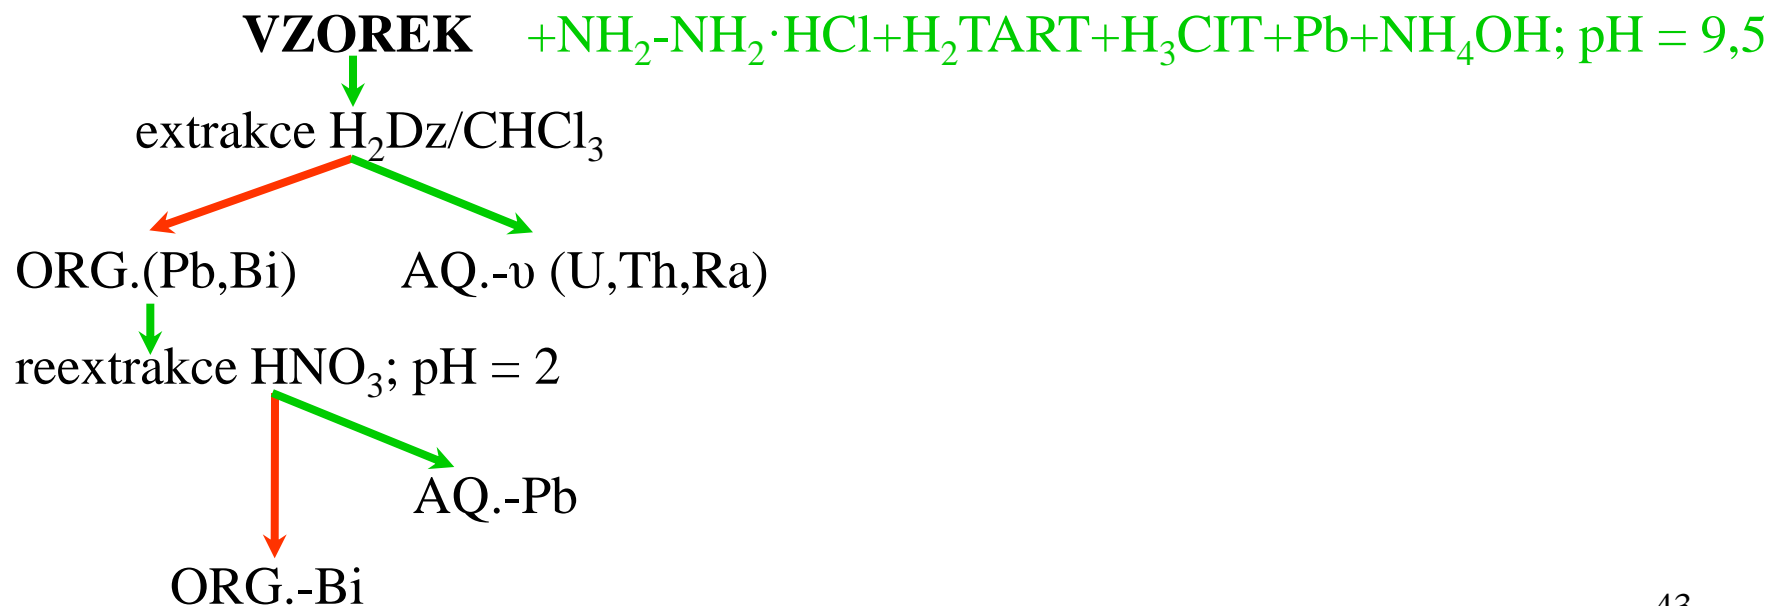 VZOREK +NH₂-NH₂·HCl+H₂TART+H₃CIT+Pb+NH₄OH; pH = 9,5
extrakce H₂Dz/CHCl₃
ORG.(Pb,Bi) AQ.-υ (U,Th,Ra)
reextrakce HNO₃; pH = 2
AQ.-Pb
ORG.-Bi
43